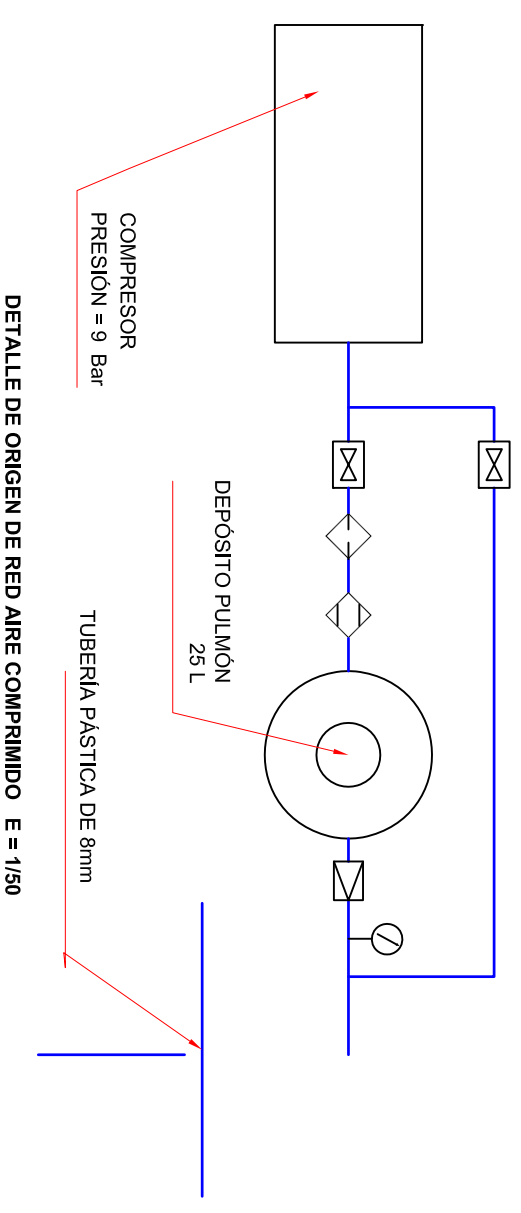 COMPRESOR
PRESIÓN = 9 Bar
DEPÓSITO PULMÓN
25 L
TUBERÍA PÁSTICA DE 8mm
DETALLE DE ORIGEN DE RED AIRE COMPRIMIDO E = 1/50